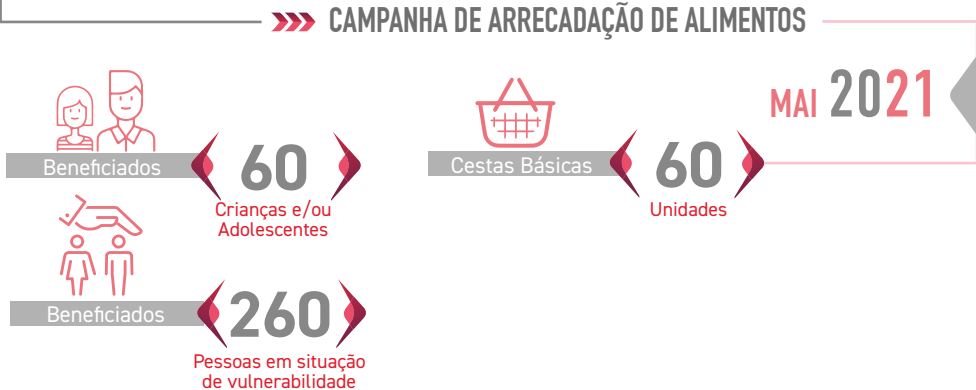 CAMPANHA DE ARRECADAÇÃO DE ALIMENTOS
MAI 2021
Beneficiados
60
Crianças e/ou
Adolescentes
Cestas Básicas
60
Unidades
Beneficiados
260
Pessoas em situação
de vulnerabilidade